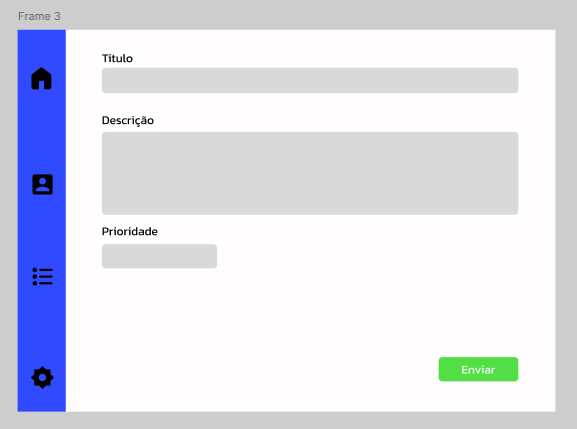 Frame 3
Titulo
Descrição
Prioridade
Enviar